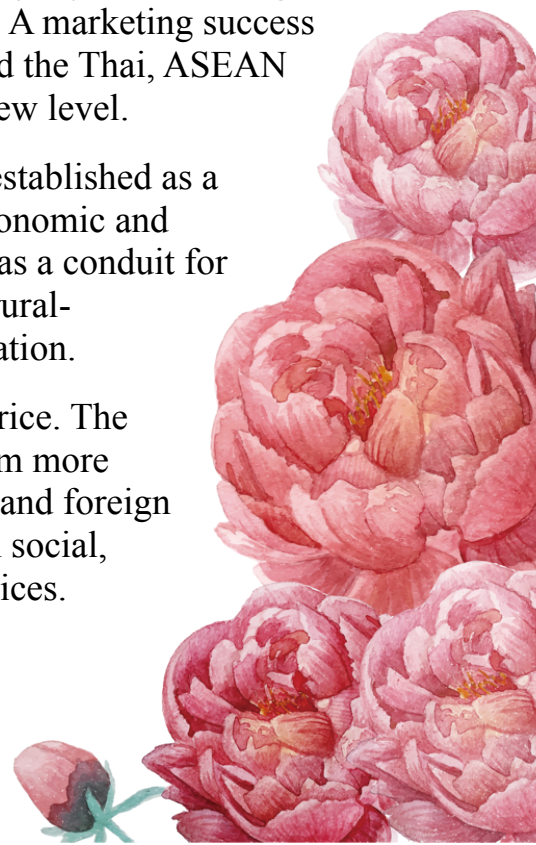 A marketing success
d the Thai, ASEAN
ew level.
established as a
onomic and
as a conduit for
ural-
ation.
rice. The
m more
and foreign
social,
ices.